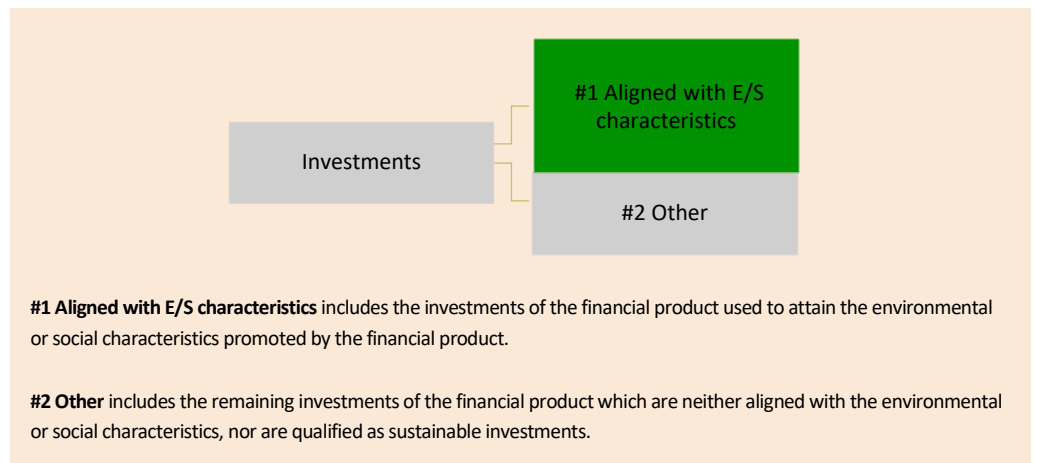 #1 Aligned with E/S
characteristics
Investments
#2 Other
#1 Aligned with E/S characteristics includes the investments of the financial product used to attain the environmental
or social characteristics promoted by the financial product.
#2 Other includes the remaining investments of the financial product which are neither aligned with the environmental
or social characteristics, nor are qualified as sustainable investments.